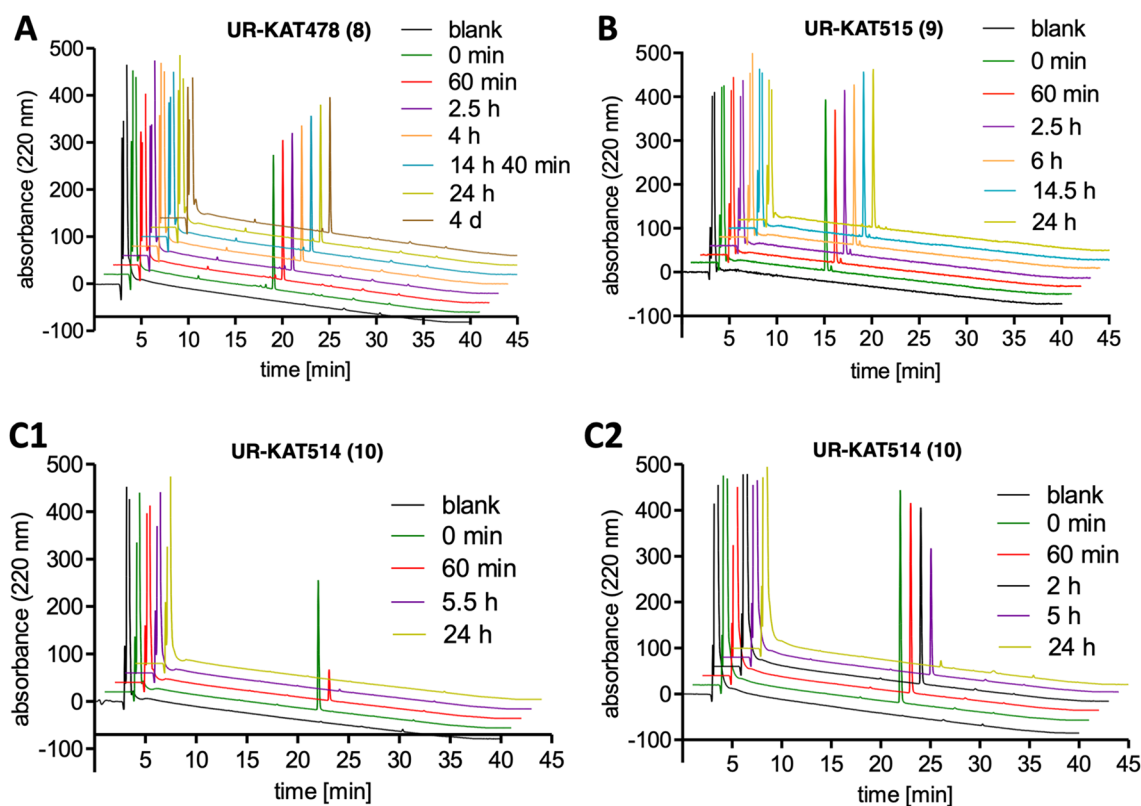 A
UR-KAT478 (8)
absorbance (220 nm)
500
400
300
200
100
0
-100
5 10 15 20 25 30 35 40 45
time [min]
blank
0 min
60 min
2.5 h
4 h
14 h 40 min
24 h
4 d
B
UR-KAT515 (9)
absorbance (220 nm)
500
400
300
200
100
0
-100
5 10 15 20 25 30 35 40 45
time [min]
blank
0 min
60 min
2.5 h
6 h
14.5 h
24 h
C1
UR-KAT514 (10)
absorbance (220 nm)
500
400
300
200
100
0
-100
5 10 15 20 25 30 35 40 45
time [min]
blank
0 min
60 min
5.5 h
24 h
C2
UR-KAT514 (10)
absorbance (220 nm)
500
400
300
200
100
0
-100
5 10 15 20 25 30 35 40 45
time [min]
blank
0 min
60 min
2 h
5 h
24 h